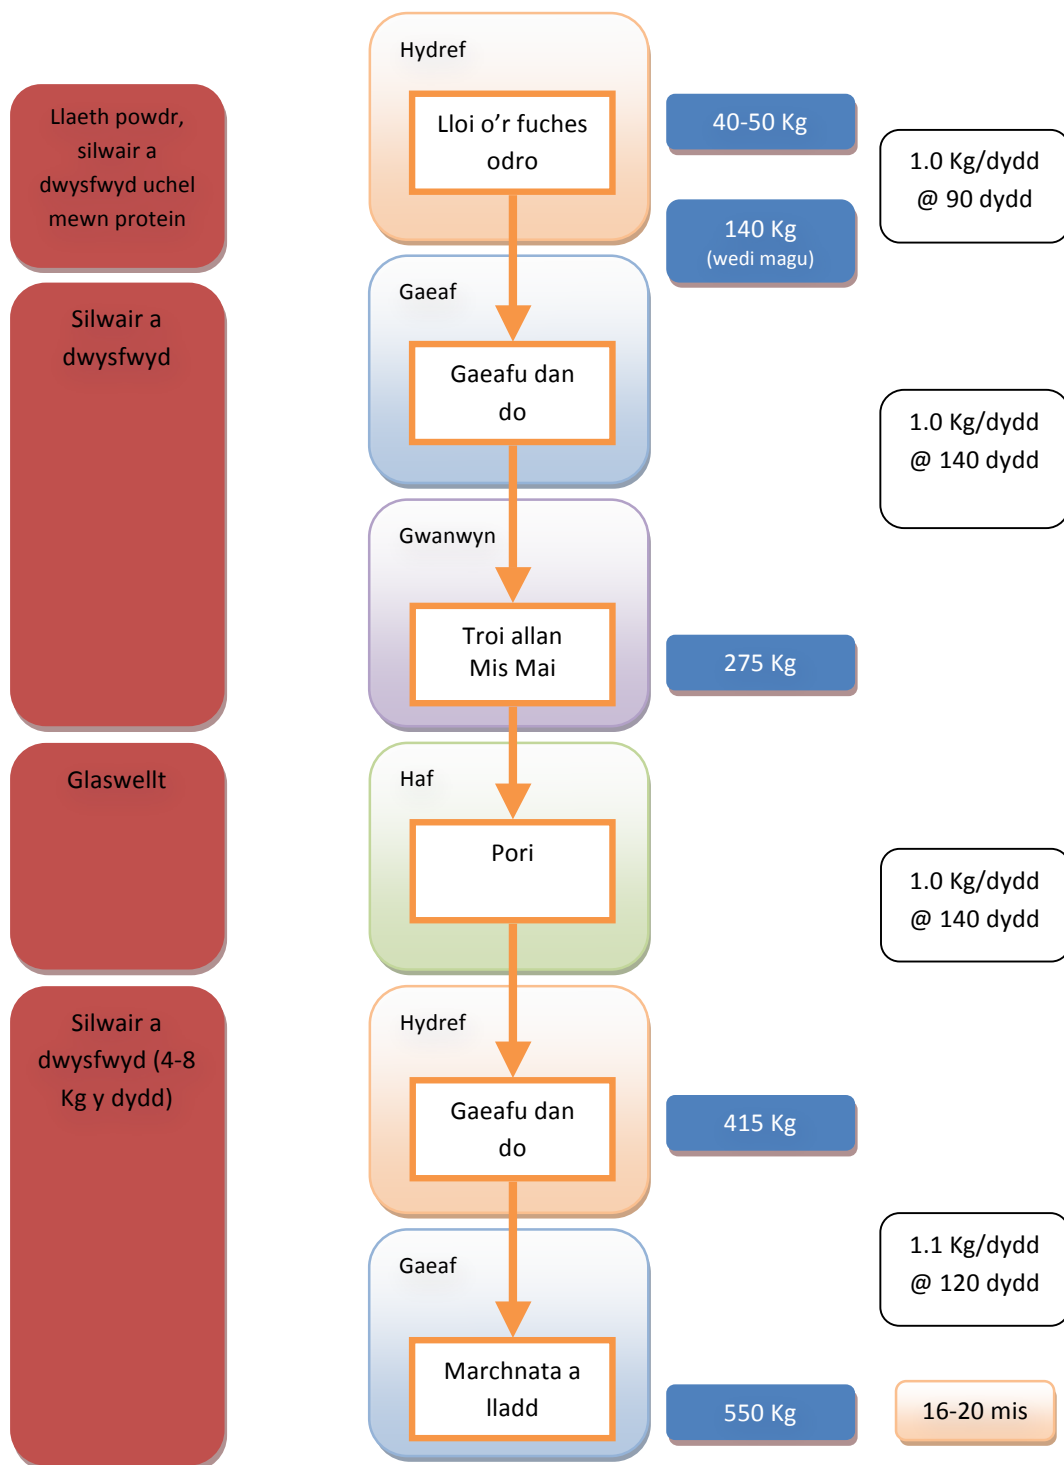 Hydref
Llaeth powdr,
silwair a
dwysfwyd uchel
mewn protein
Lloi o’r fuches
odro
40-50 Kg
1.0 Kg/dydd
@ 90 dydd
140 Kg
(wedi magu)
Gaeaf
Silwair a
dwysfwyd
Gaeafu dan
do
1.0 Kg/dydd
@ 140 dydd
Gwanwyn
Troi allan
Mis Mai
275 Kg
Glaswellt
Haf
Pori
1.0 Kg/dydd
@ 140 dydd
Silwair a
dwysfwyd (4-8
Kg y dydd)
Hydref
Gaeafu dan
do
415 Kg
1.1 Kg/dydd
@ 120 dydd
Gaeaf
Marchnata a
lladd
550 Kg
16-20 mis